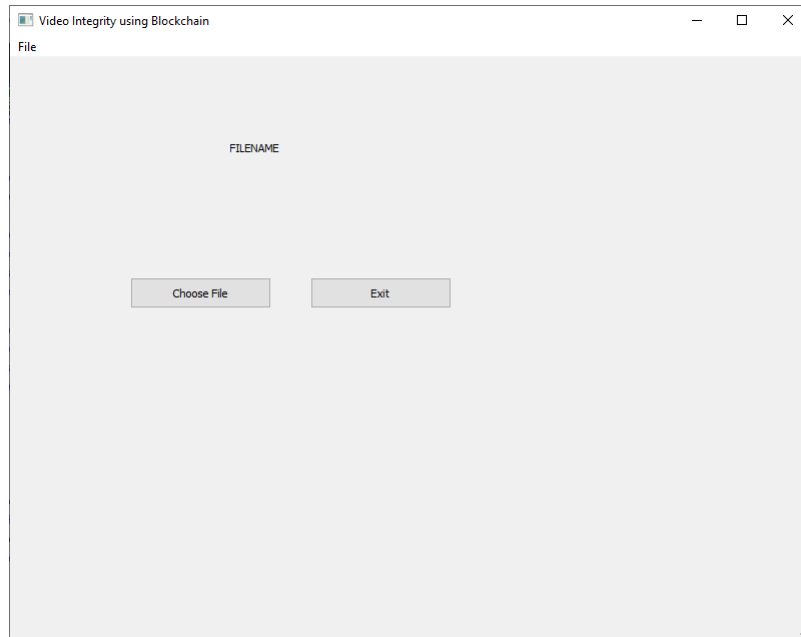 Video Integrity using Blockchain
File
FILENAME
Choose File
Exit